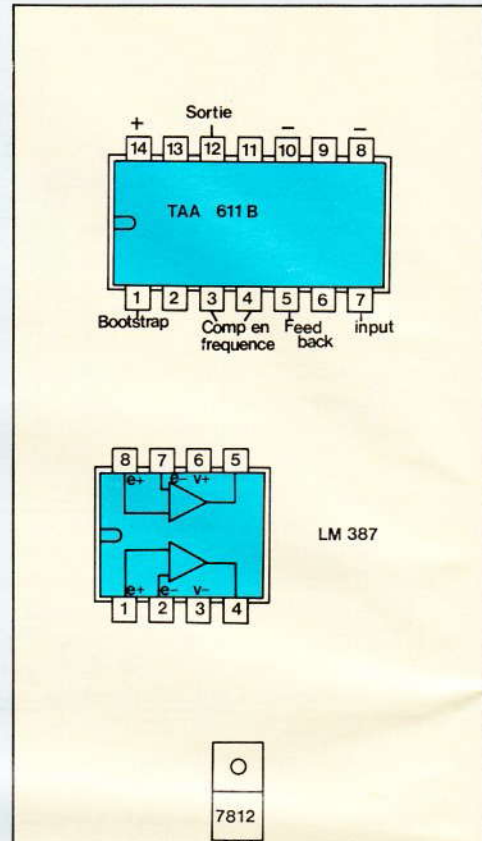 Sortie
+ – –
14 13 12 11 10 9 8
TAA 611 B
1 2 3 4 5 6 7
Bootstrap Comp en frequence Feed back input
8 7 6 5
e+ e- v+
LM 387
e+ e- v-
1 2 3 4
7812